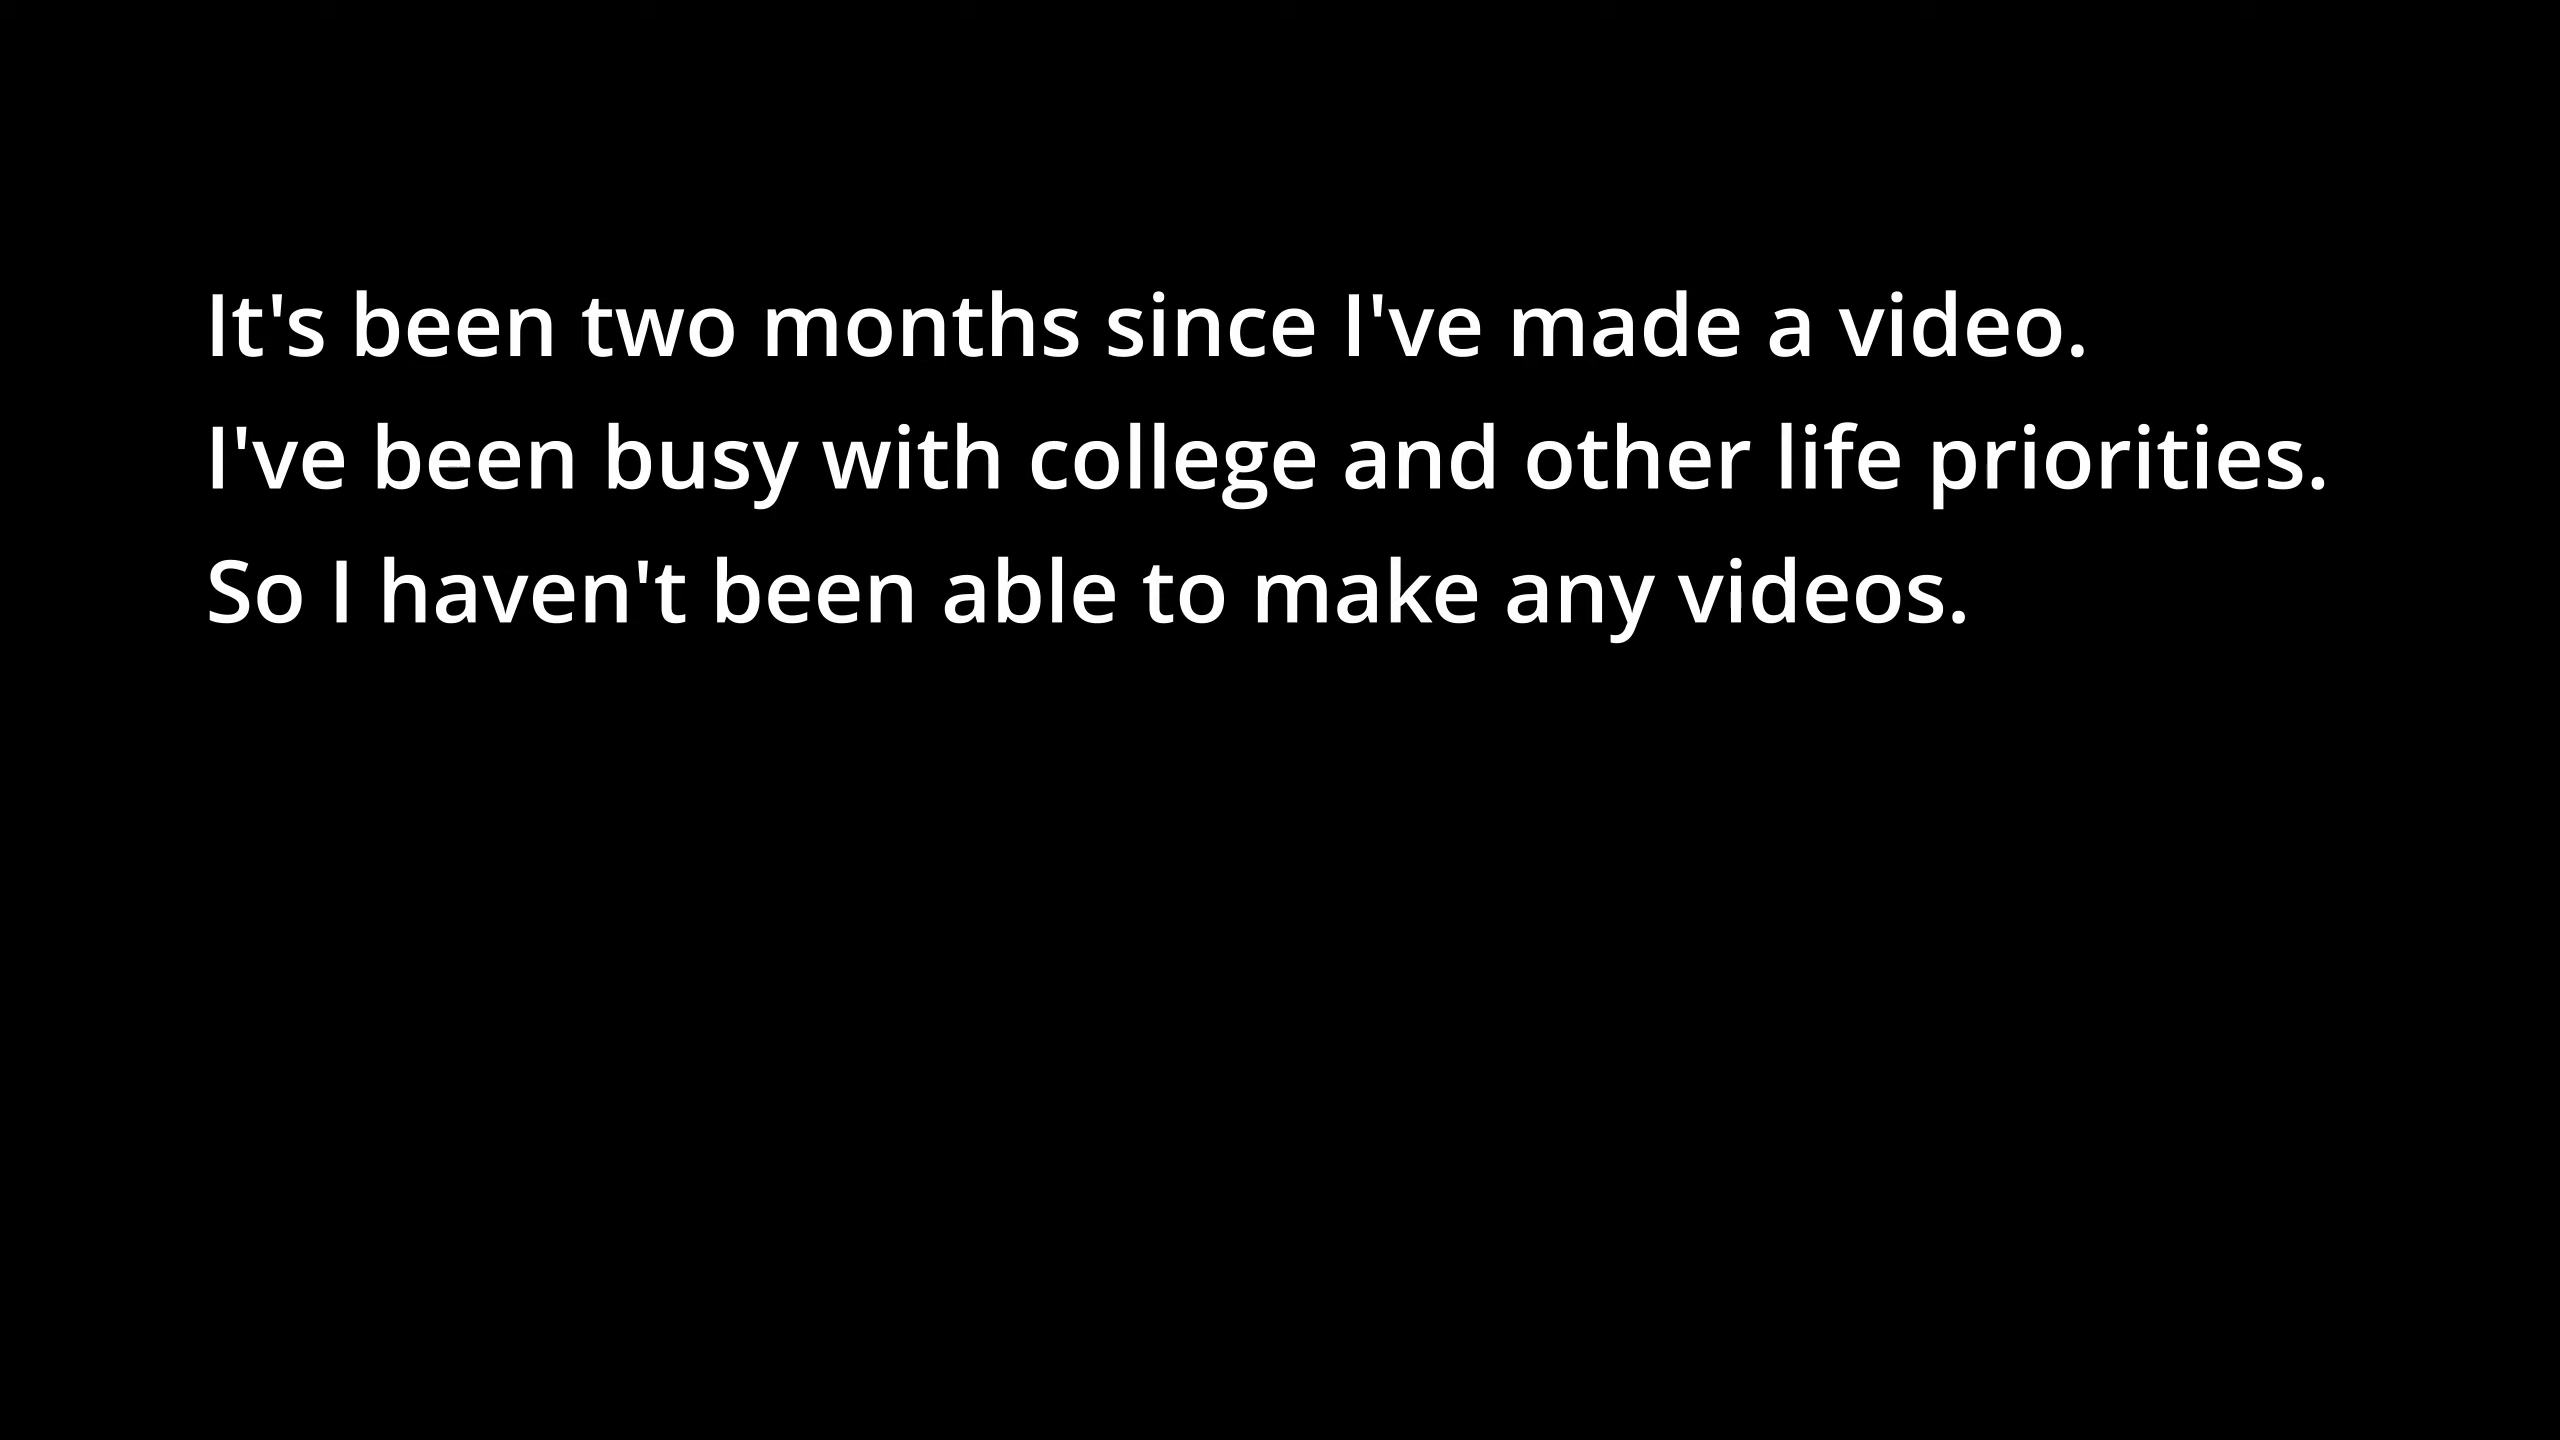 It's been two months since I've made a video.
I've been busy with college and other life priorities.
So I haven't been able to make any videos.